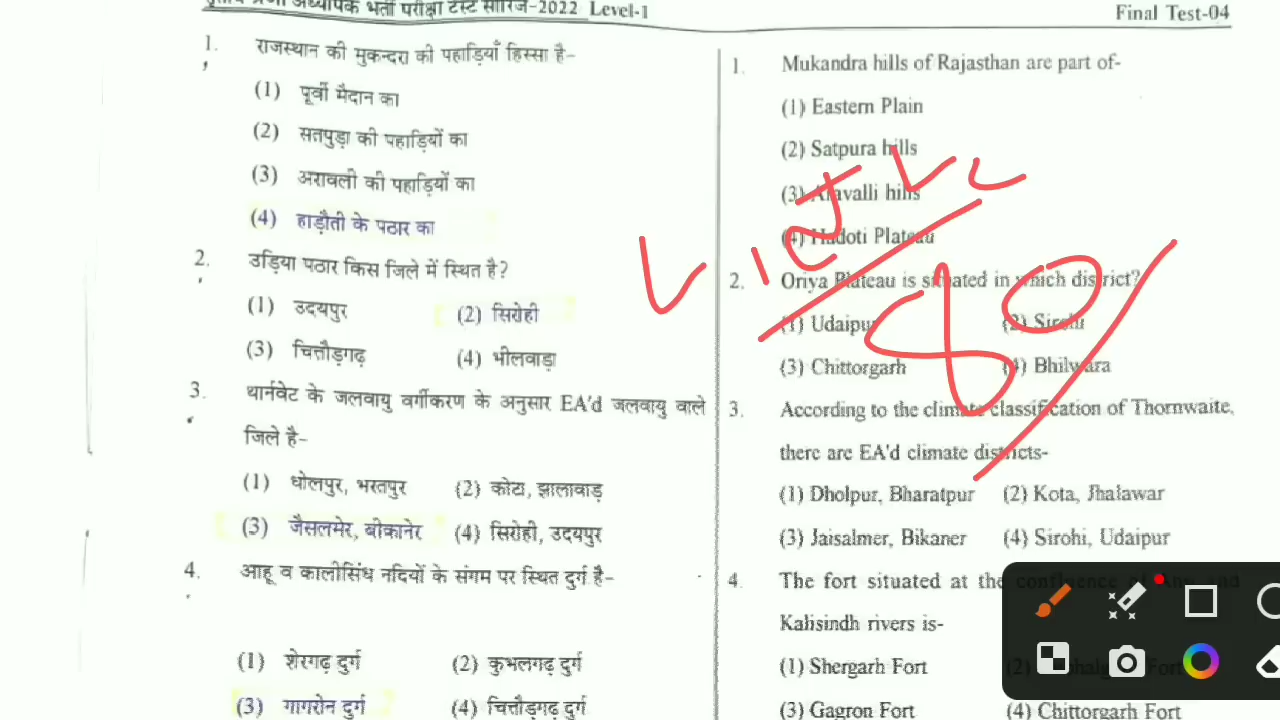 तृतीय श्रेणी अध्यापक भर्ती परीक्षा टेस्ट सीरिज-2022 Level-1
Final Test-04
1. राजस्थान की मुकन्दरा की पहाड़ियाँ हिस्सा है-
(1) पूर्वी मैदान का
(2) सतपुड़ा की पहाड़ियों का
(3) अरावली की पहाड़ियों का
(4) हाड़ौती के पठार का
2. उड़िया पठार किस जिले में स्थित है?
(1) उदयपुर (2) सिरोही
(3) चित्तौड़गढ़ (4) भीलवाड़ा
3. थार्नवेट के जलवायु वर्गीकरण के अनुसार EA'd जलवायु वाले
जिले है-
(1) धोलपुर, भरतपुर (2) कोटा, झालावाड़
(3) जैसलमेर, बीकानेर (4) सिरोही, उदयपुर
4. आहू व कालीसिंध नदियों के संगम पर स्थित दुर्ग है-
(1) शेरगढ़ दुर्ग (2) कुभलगढ़ दुर्ग
(3) गागरोन दुर्ग (4) चित्तौड़गढ़ दुर्ग
1. Mukandra hills of Rajasthan are part of-
(1) Eastern Plain
(2) Satpura hills
(3) Aravalli hills
(4) Hadoti Plateau
2. Oriya Plateau is situated in which district?
(1) Udaipur (2) Sirohi
(3) Chittorgarh (4) Bhilwara
3. According to the climate classification of Thornwaite,
there are EA'd climate districts-
(1) Dholpur, Bharatpur (2) Kota, Jhalawar
(3) Jaisalmer, Bikaner (4) Sirohi, Udaipur
4. The fort situated at the confluence of Ahu and
Kalisindh rivers is-
(1) Shergarh Fort (2) Fort
(3) Gagron Fort (4) Chittorgarh Fort